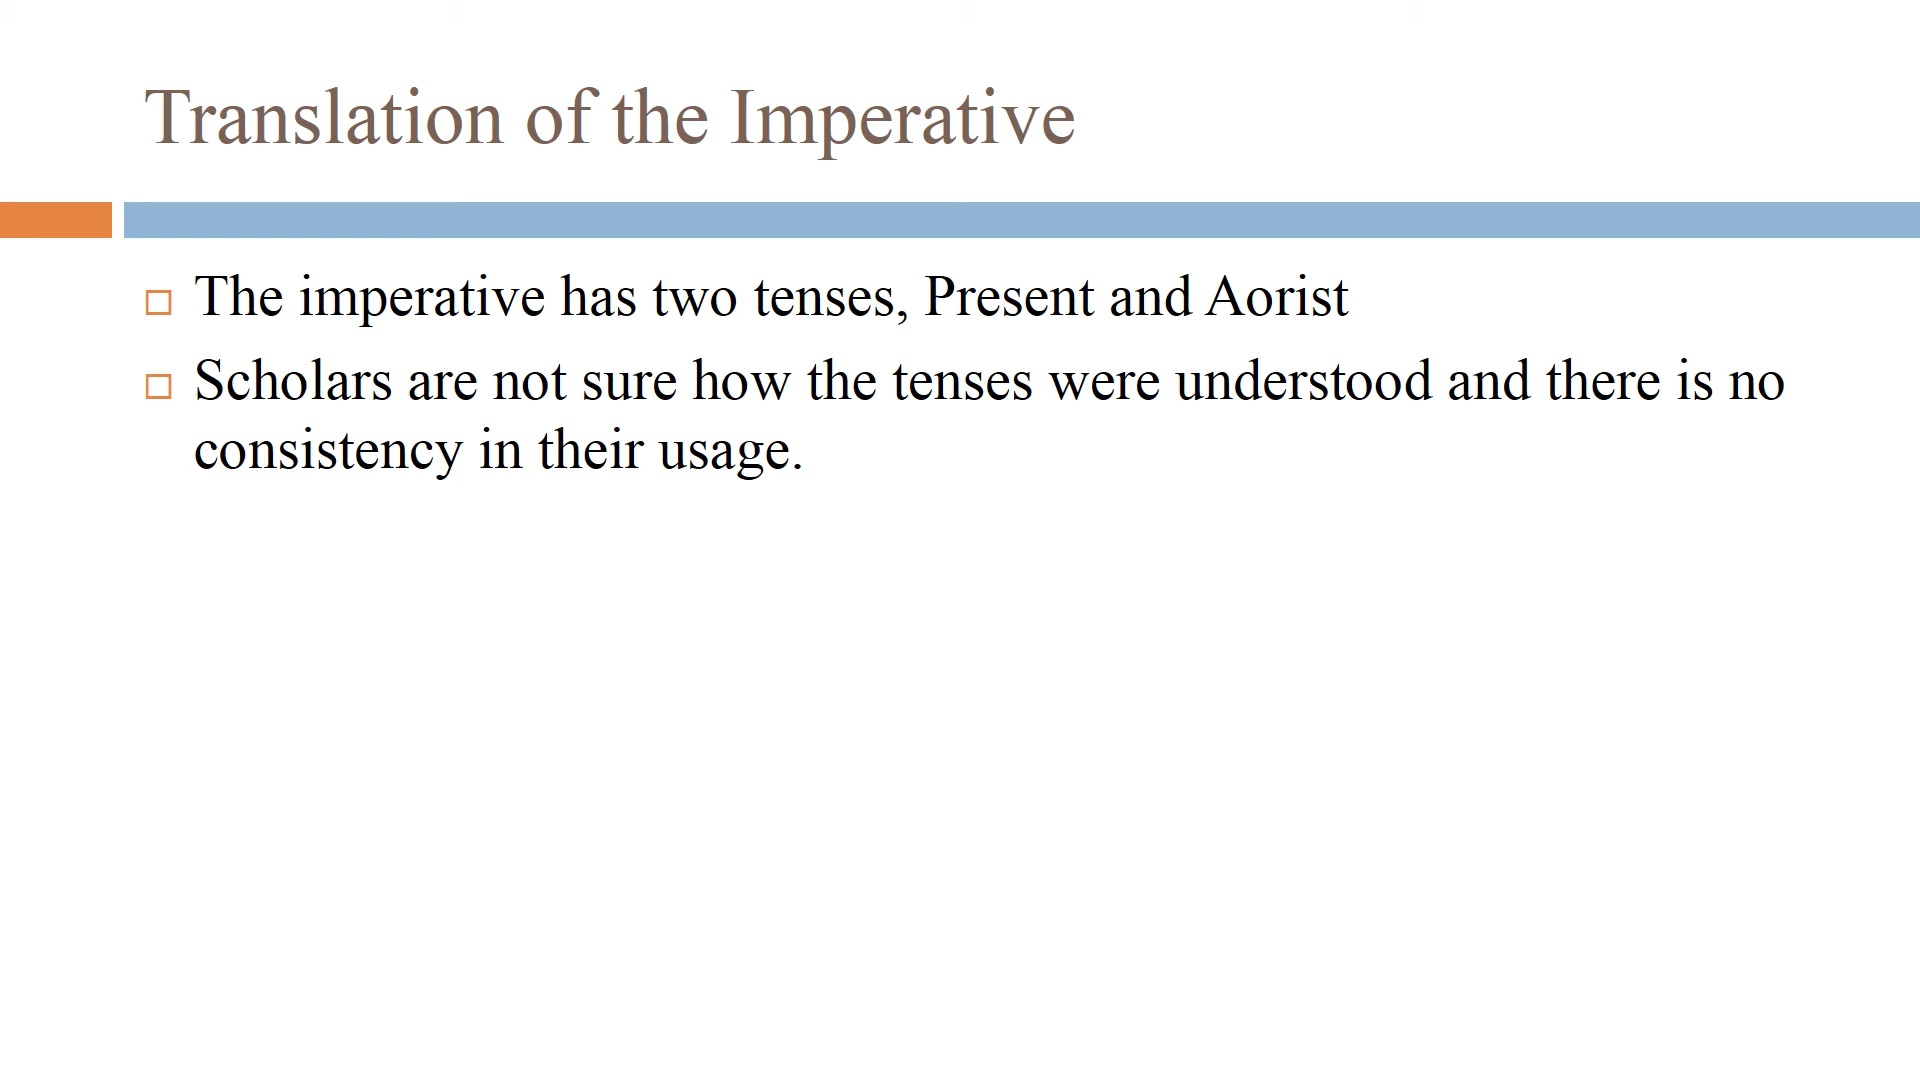 Translation of the Imperative
The imperative has two tenses, Present and Aorist
Scholars are not sure how the tenses were understood and there is no
consistency in their usage.